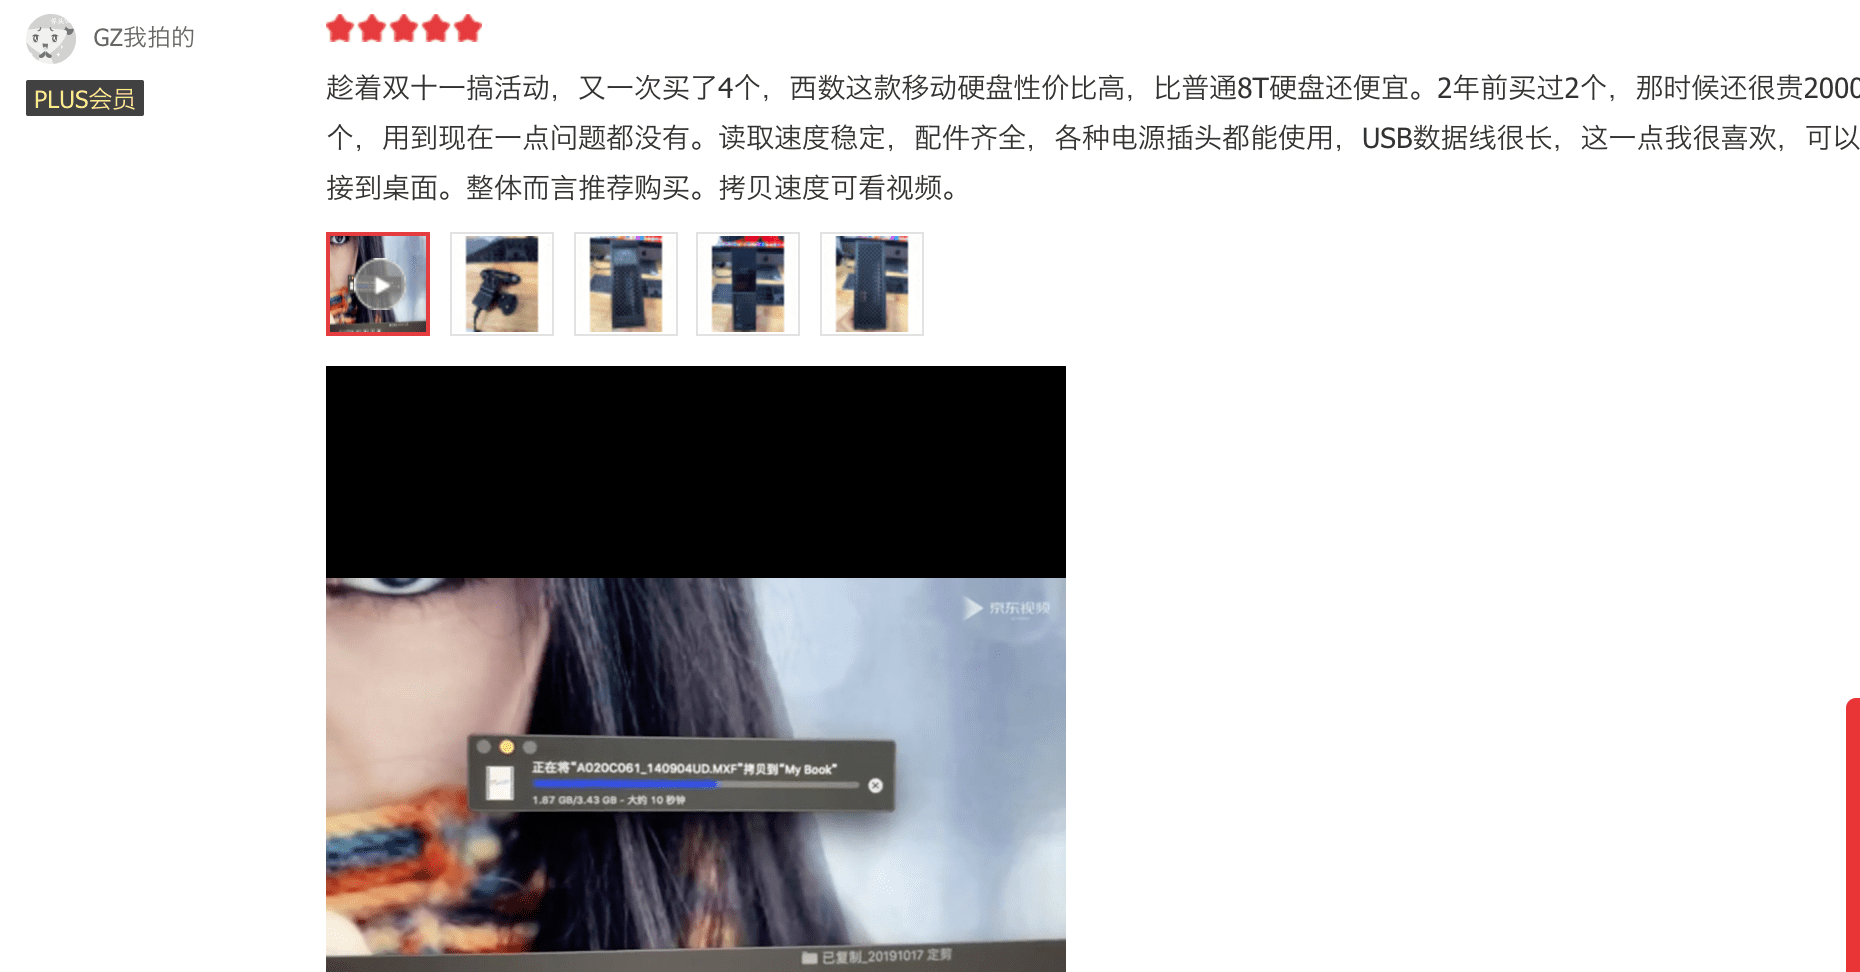 GZ我拍的
PLUS会员
趁着双十一搞活动，又一次买了4个，西数这款移动硬盘性价比高，比普通8T硬盘还便宜。2年前买过2个，那时候还很贵2000
个，用到现在一点问题都没有。读取速度稳定，配件齐全，各种电源插头都能使用，USB数据线很长，这一点我很喜欢，可以
接到桌面。整体而言推荐购买。拷贝速度可看视频。
京东视频
正在将"A020C061_140904UD.MXF"拷贝到"My Book"
1.87 GB/3.43 GB - 大约 10 秒钟
已复制_20191017 定剪